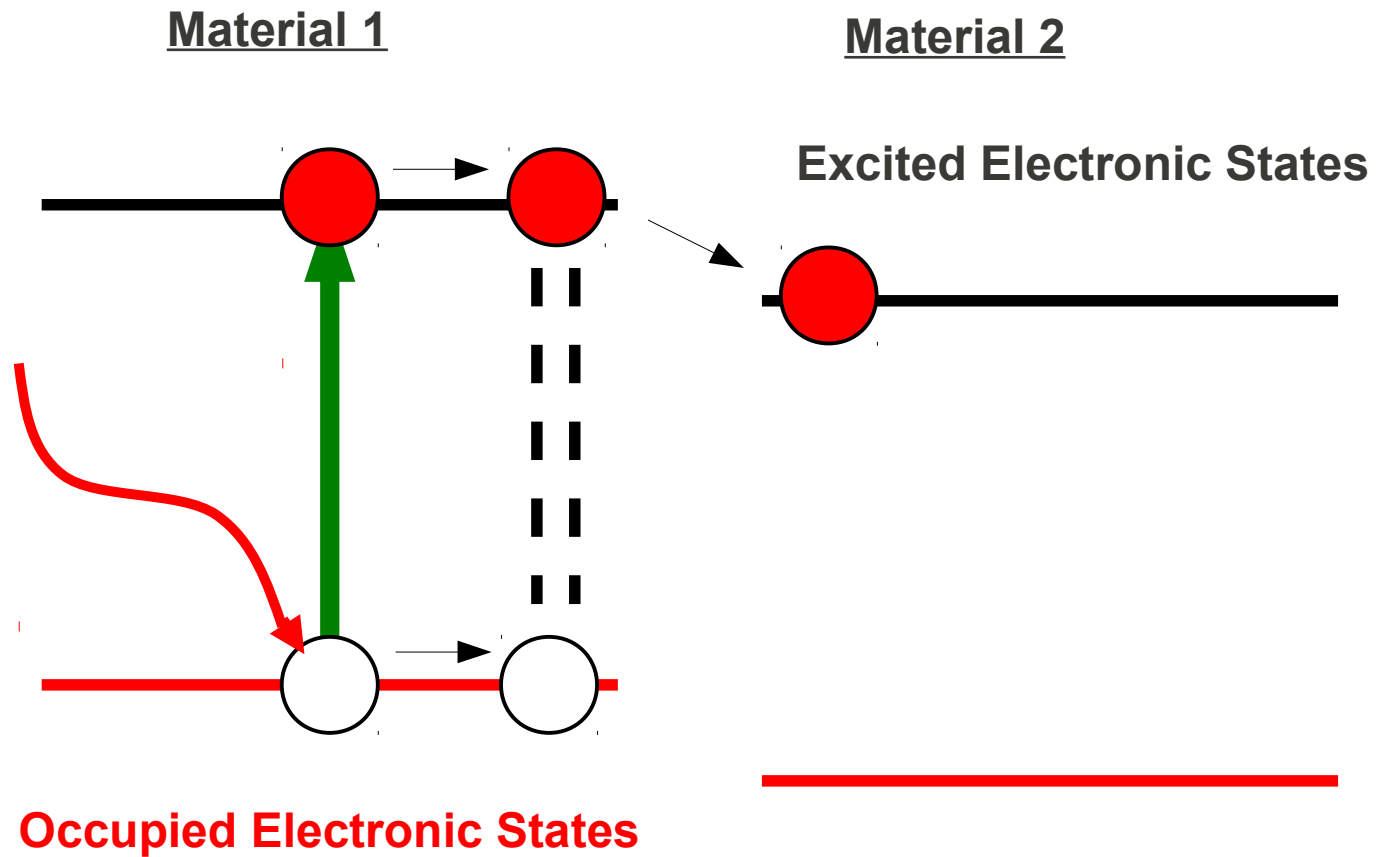 Material 1
Material 2
Excited Electronic States
Occupied Electronic States